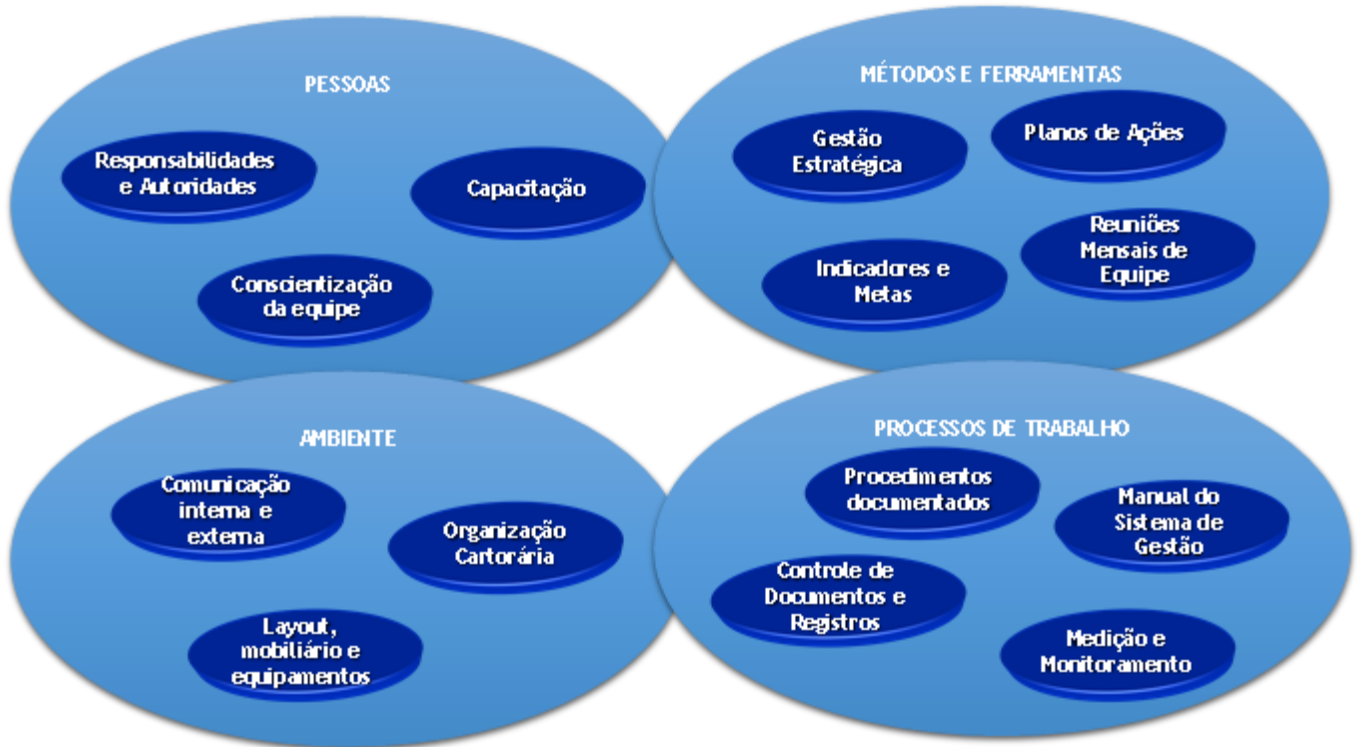 PESSOAS
Responsabilidades
e Autoridades
Capacitação
Conscientização
da equipe
MÉTODOS E FERRAMENTAS
Gestão
Estratégica
Planos de Ações
Indicadores e
Metas
Reuniões
Mensais de
Equipe
AMBIENTE
Comunicação
interna e
externa
Organização
Cartorária
Layout,
mobiliário e
equipamentos
PROCESSOS DE TRABALHO
Procedimentos
documentados
Manual do
Sistema de
Gestão
Controle de
Documentos e
Registros
Medição e
Monitoramento